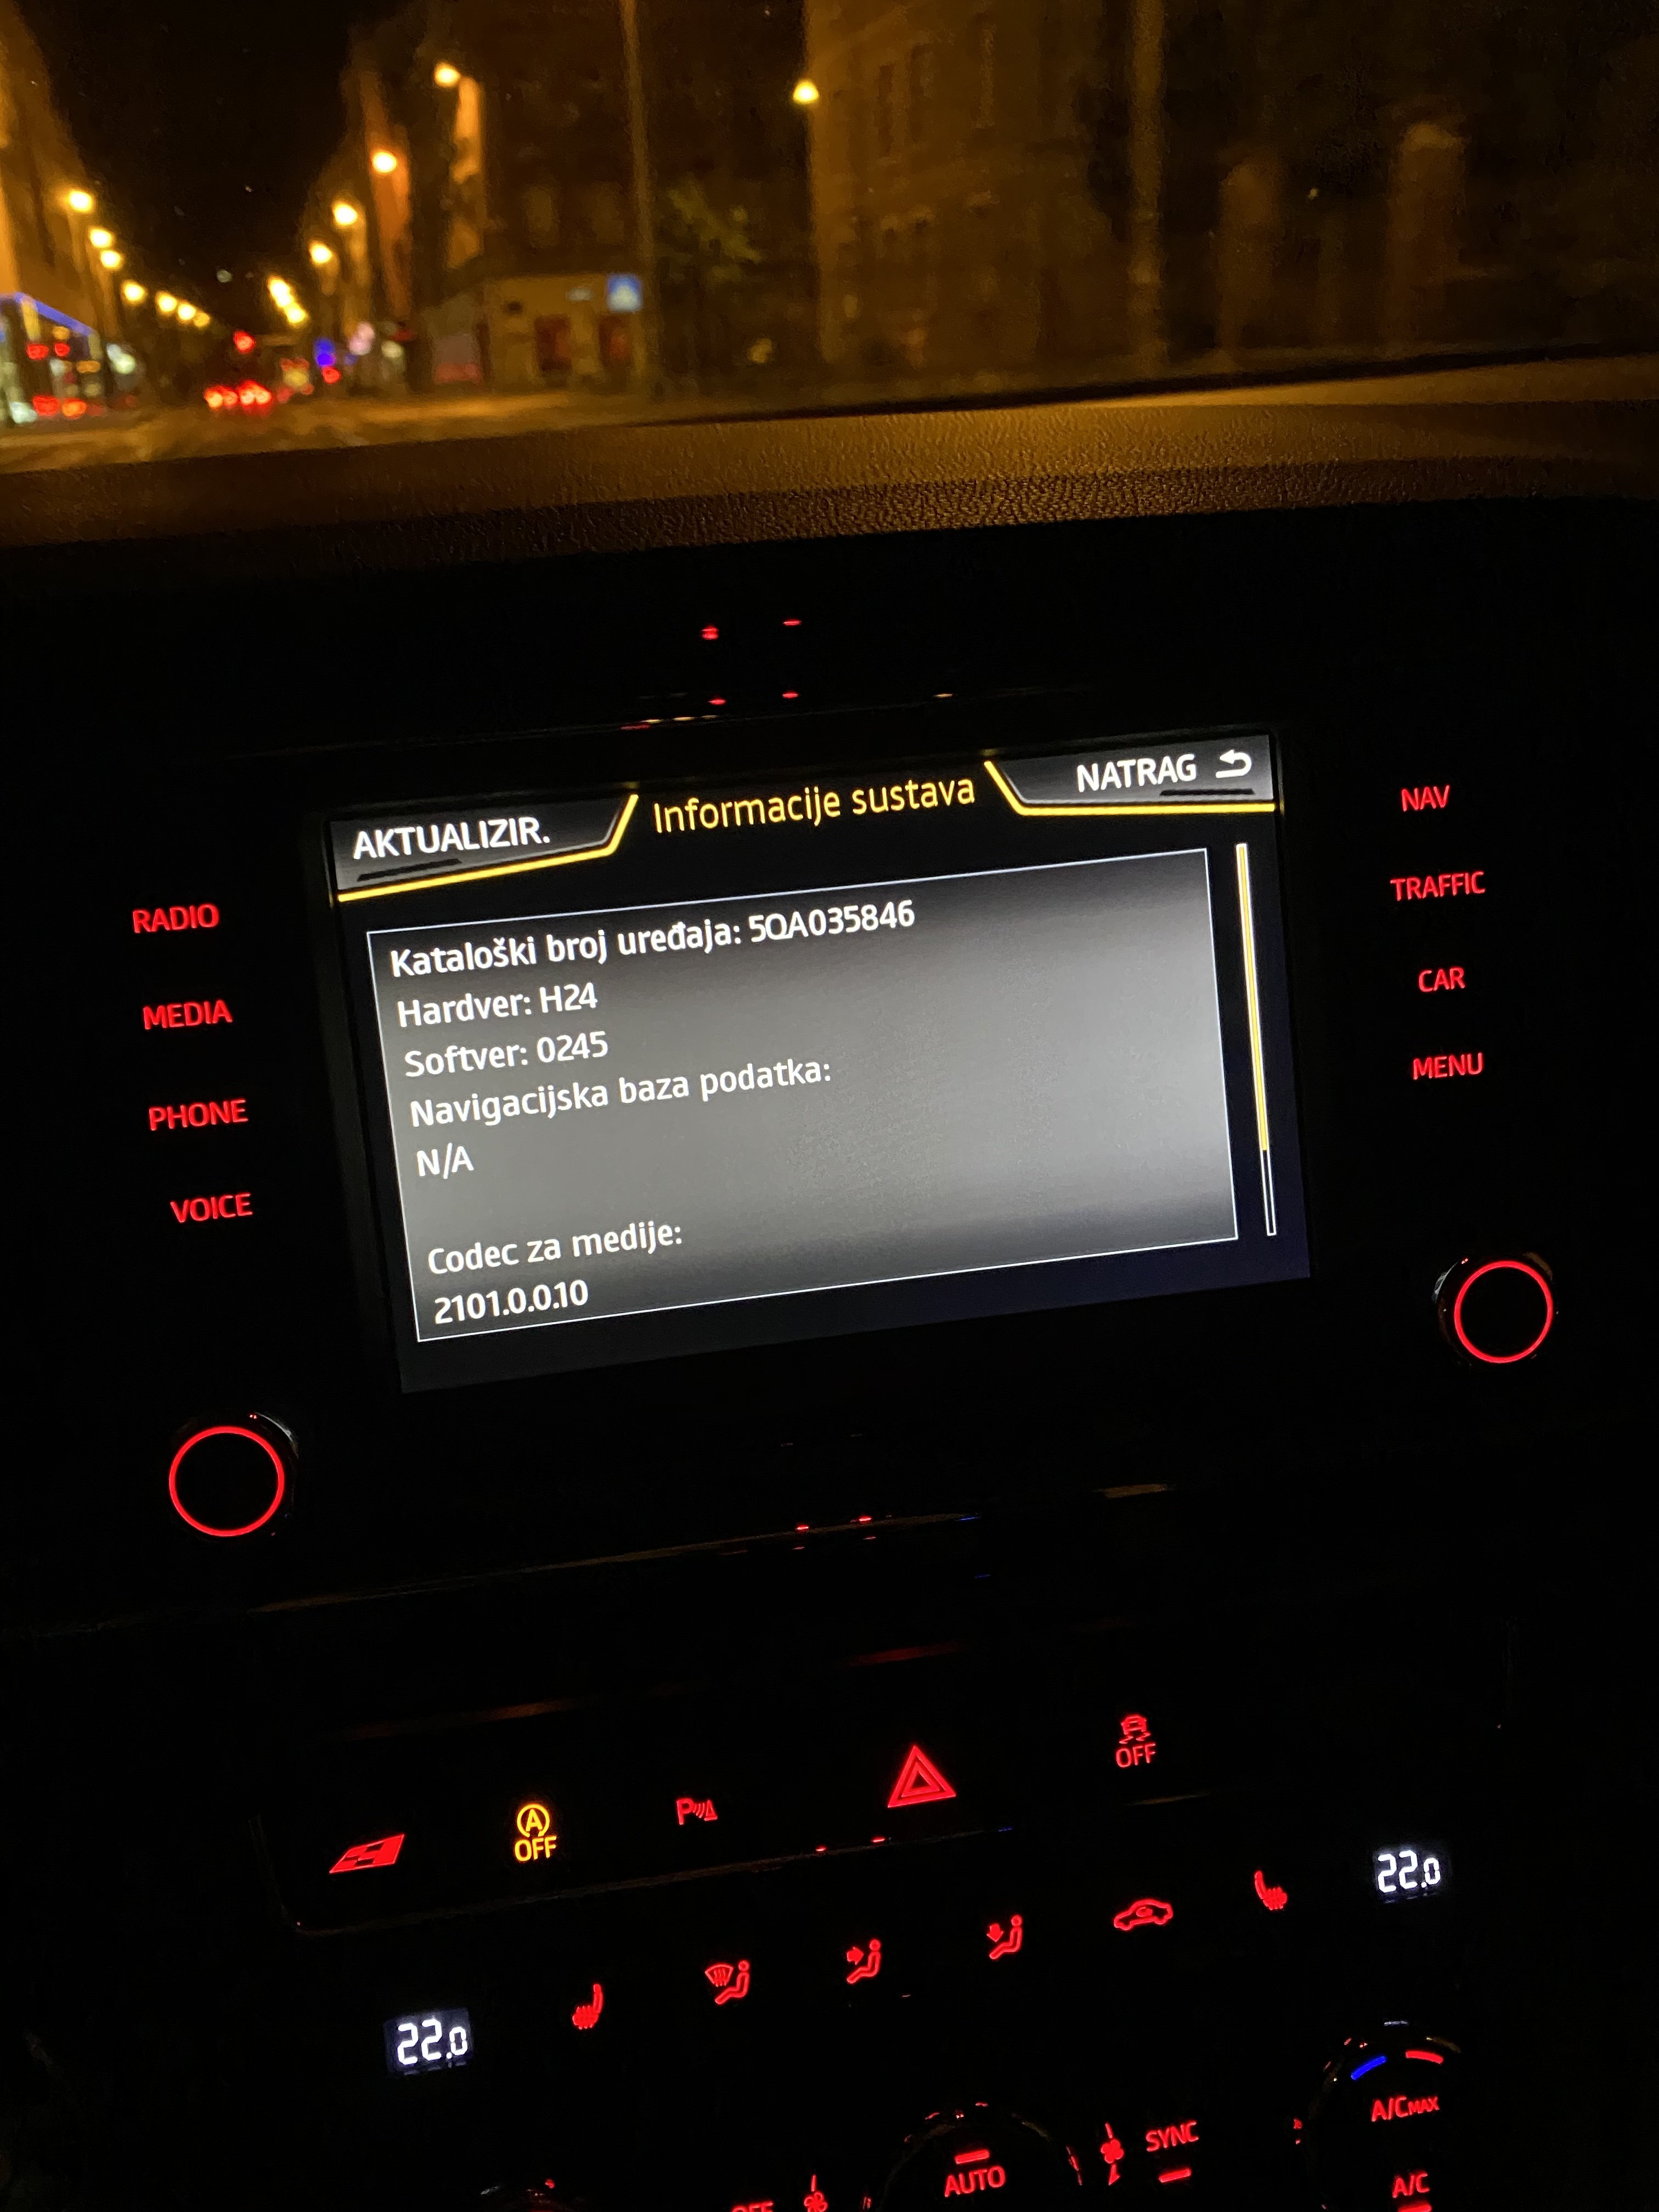 AKTUALIZIR.
Informacije sustava
NATRAG
Kataloški broj uređaja: 5QA035846
Hardver: H24
Softver: 0245
Navigacijska baza podatka:
N/A
Codec za medije:
2101.0.0.10
RADIO
MEDIA
PHONE
VOICE
NAV
TRAFFIC
CAR
MENU
A
OFF
P
OFF
22.0
22.0
A/C MAX
SYNC
AUTO
A/C
OFF